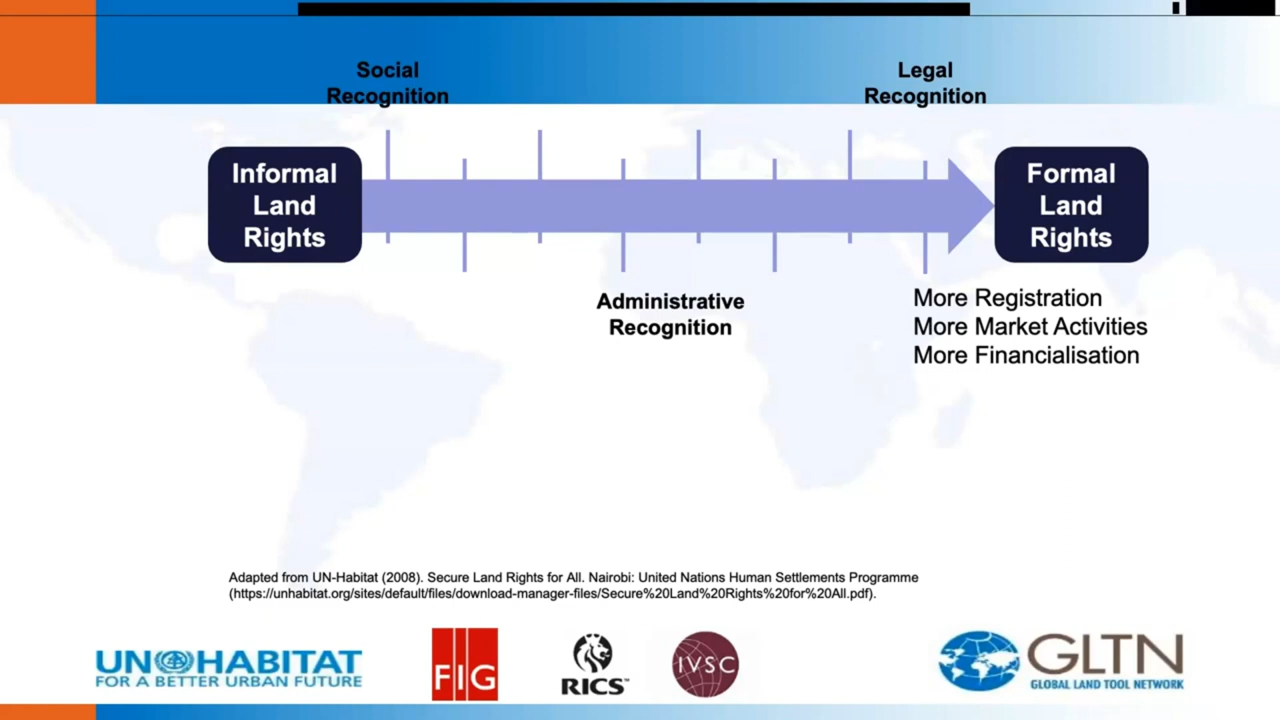 Social
Recognition
Legal
Recognition
Informal
Land
Rights
Formal
Land
Rights
Administrative
Recognition
More Registration
More Market Activities
More Financialisation
Adapted from UN-Habitat (2008). Secure Land Rights for All. Nairobi: United Nations Human Settlements Programme
(https://unhabitat.org/sites/default/files/download-manager-files/Secure%20Land%20Rights%20for%20All.pdf).
UN HABITAT
FOR A BETTER URBAN FUTURE
FIG
RICS™
IVSC
GLTN
GLOBAL LAND TOOL NETWORK